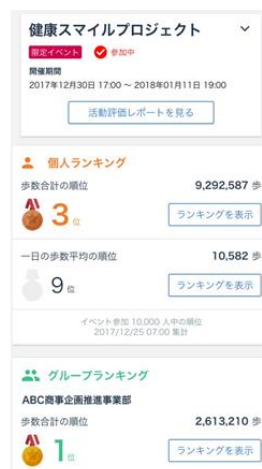 健康スマイルプロジェクト
限定イベント 参加中
開催期間
2017年12月30日 17:00 ~ 2018年01月11日 19:00
活動評価レポートを見る
個人ランキング
歩数合計の順位 9,292,587 歩
3 位 ランキングを表示
一日の歩数平均の順位 10,582 歩
9 位 ランキングを表示
イベント参加 10,000 人中の順位
2017/12/25 07:00 集計
グループランキング
ABC商事企画推進事業部
歩数合計の順位 2,613,210 歩
1 位 ランキングを表示